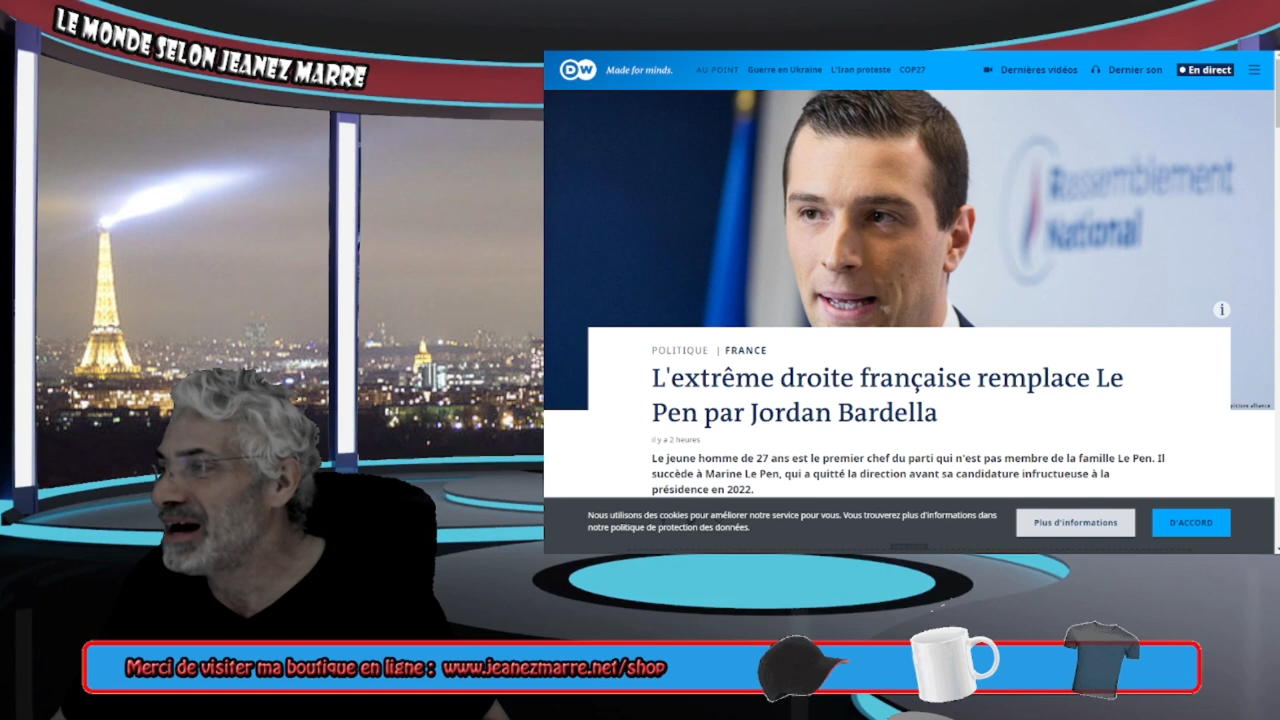 LE MONDE SELON JEANEZ MARRE
DW Made for minds. AU POINT Guerre en Ukraine L'Iran proteste COP27 Dernières vidéos Dernier son En direct
Rassemblement
National
i
picture alliance
POLITIQUE | FRANCE
L'extrême droite française remplace Le
Pen par Jordan Bardella
il y a 2 heures
Le jeune homme de 27 ans est le premier chef du parti qui n'est pas membre de la famille Le Pen. Il
succède à Marine Le Pen, qui a quitté la direction avant sa candidature infructueuse à la
présidence en 2022.
Nous utilisons des cookies pour améliorer notre service pour vous. Vous trouverez plus d'informations dans
notre politique de protection des données.
Plus d'informations
D'ACCORD
Merci de visiter ma boutique en ligne : www.jeanezmarre.net/shop